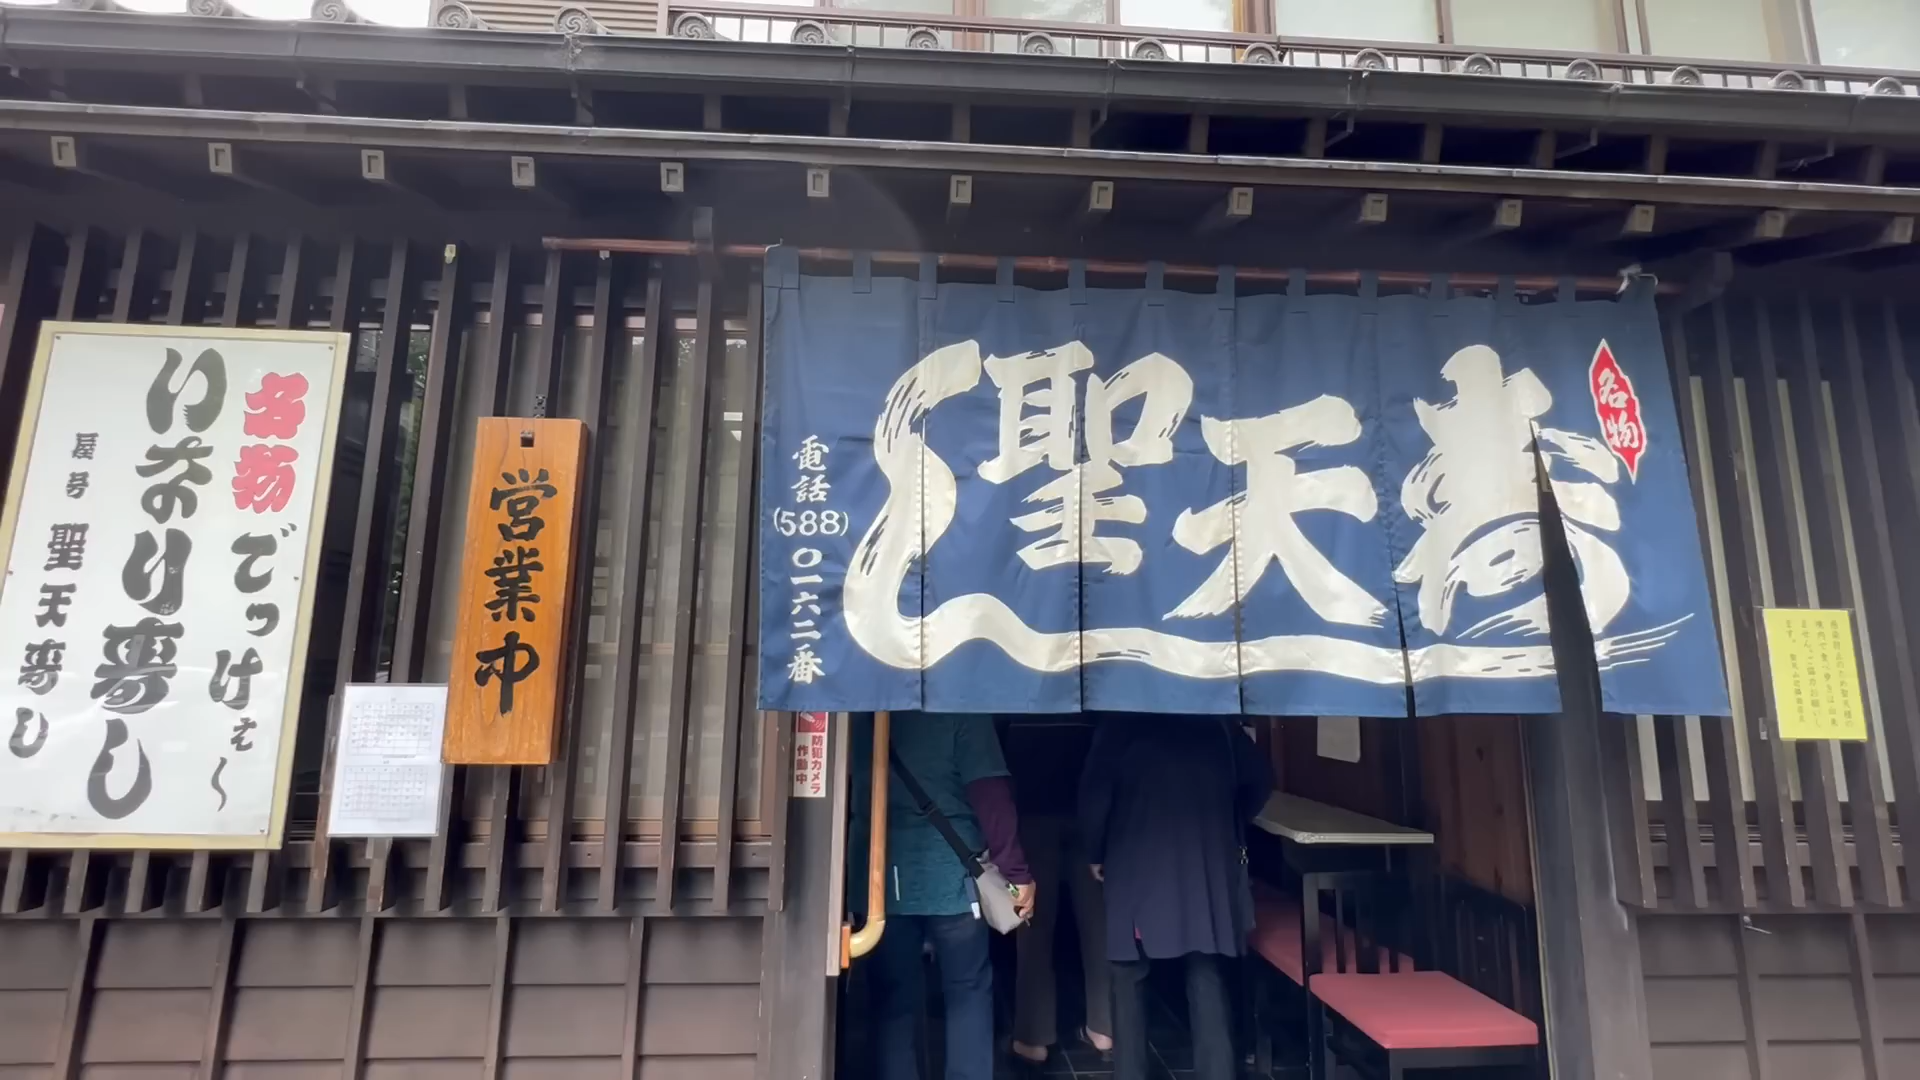 名物
でっけぇ〜
いなり寿し
屋号 聖天寿し
営業中
名物
聖天寿し
電話
(588)
〇一六二番
防犯カメラ
作動中